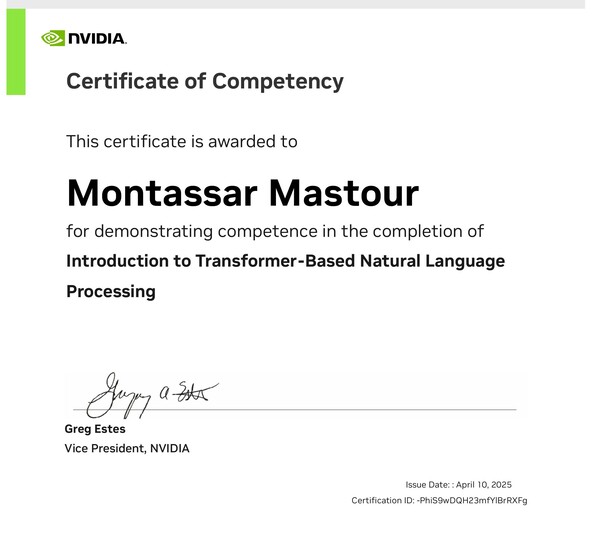 NVIDIA.
Certificate of Competency
This certificate is awarded to
Montassar Mastour
for demonstrating competence in the completion of
Introduction to Transformer-Based Natural Language
Processing
Greg Estes
Vice President, NVIDIA
Issue Date: : April 10, 2025
Certification ID: -PhiS9wDQH23mfYIBrRXFg